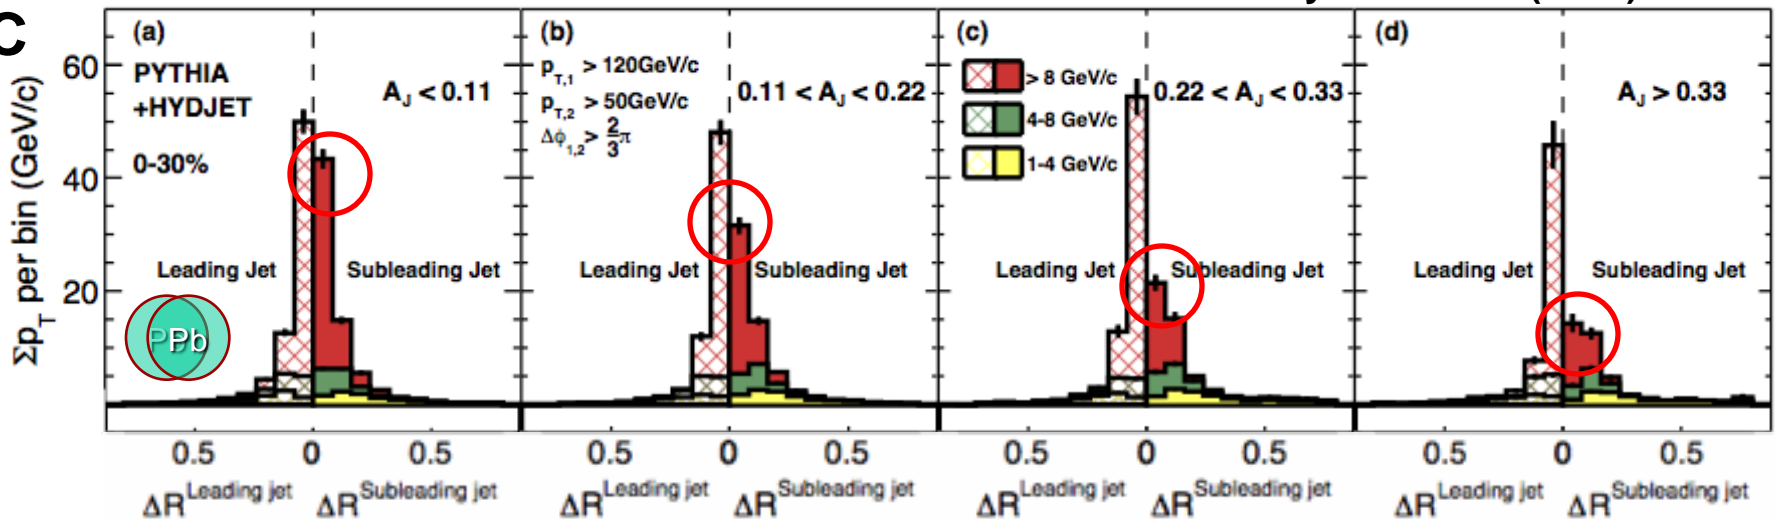 C
Σp_T per bin (GeV/c)
60
40
20
(a)
PYTHIA
+HYDJET
0-30%
A_J < 0.11
Leading Jet
Subleading Jet
PPb
0.5 0 0.5
ΔR^Leading jet ΔR^Subleading jet
(b)
p_T,1 > 120GeV/c
p_T,2 > 50GeV/c
Δϕ_1,2 > 2/3 π
0.11 < A_J < 0.22
Leading Jet
Subleading Jet
0.5 0 0.5
ΔR^Leading jet ΔR^Subleading jet
(c)
> 8 GeV/c
4-8 GeV/c
1-4 GeV/c
0.22 < A_J < 0.33
Leading Jet
Subleading Jet
0.5 0 0.5
ΔR^Leading jet ΔR^Subleading jet
(d)
A_J > 0.33
Leading Jet
Subleading Jet
0.5 0 0.5
ΔR^Leading jet ΔR^Subleading jet